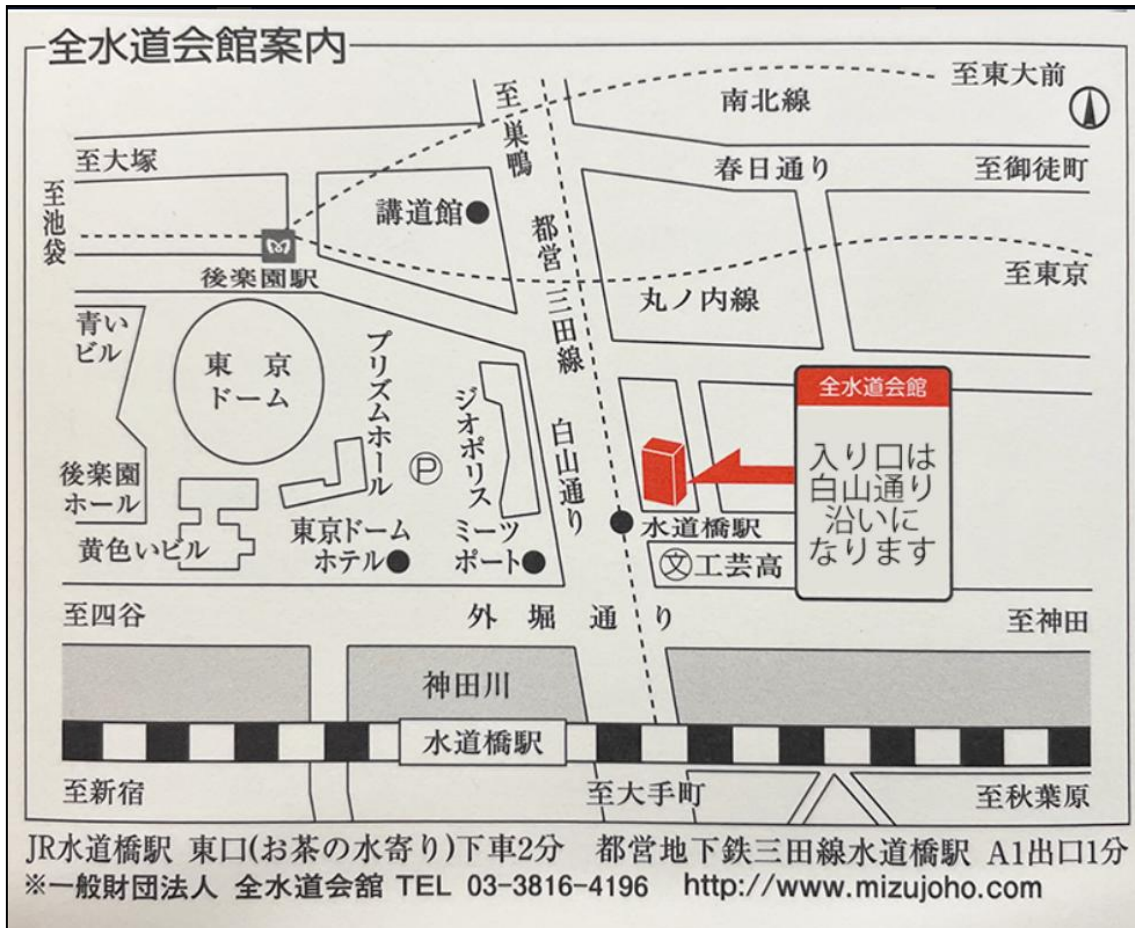 全水道会館案内
至東大前
南北線
至巣鴨
至大塚
春日通り
至御徒町
至池袋
講道館
都営三田線
後楽園駅
丸ノ内線
至東京
青い
ビル
東京
ドーム
プリズムホール
ジオポリス
白山通り
全水道会館
入り口は
白山通り
沿いに
なります
後楽園
ホール
P
黄色いビル
東京ドーム
ホテル
ミーツ
ポート
水道橋駅
文工芸高
至四谷
外堀通り
至神田
神田川
水道橋駅
至新宿
至大手町
至秋葉原
JR水道橋駅 東口(お茶の水寄り)下車2分 都営地下鉄三田線水道橋駅 A1出口1分
※一般財団法人 全水道会舘 TEL 03-3816-4196 http://www.mizujoho.com